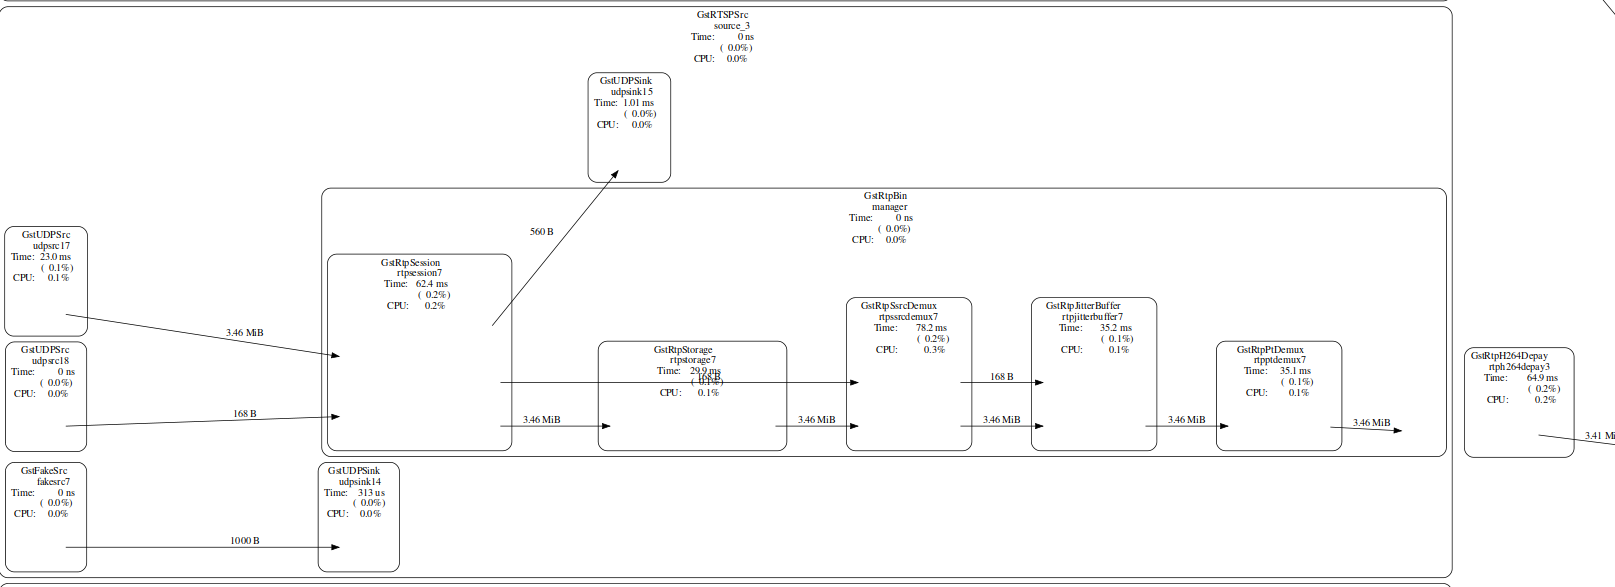 GstRTSPSrc
source_3
Time: 0 ns
( 0.0%)
CPU: 0.0%
GstUDPSink
udpsink15
Time: 1.01 ms
( 0.0%)
CPU: 0.0%
GstRtpBin
manager
Time: 0 ns
( 0.0%)
CPU: 0.0%
560 B
GstUDPSrc
udpsrc17
Time: 23.0 ms
( 0.1%)
CPU: 0.1%
3.46 MiB
GstRtpSession
rtpsession7
Time: 62.4 ms
( 0.2%)
CPU: 0.2%
GstUDPSrc
udpsrc18
Time: 0 ns
( 0.0%)
CPU: 0.0%
168 B
GstRtpStorage
rtpstorage7
Time: 29.9 ms
( 0.1%)
CPU: 0.1%
168 B
3.46 MiB
3.46 MiB
GstRtpSsrcDemux
rtpssrcdemux7
Time: 78.2 ms
( 0.2%)
CPU: 0.3%
168 B
3.46 MiB
GstRtpJitterBuffer
rtpjitterbuffer7
Time: 35.2 ms
( 0.1%)
CPU: 0.1%
3.46 MiB
GstRtpPtDemux
rtpptdemux7
Time: 35.1 ms
( 0.1%)
CPU: 0.1%
3.46 MiB
GstRtpH264Depay
rtph264depay3
Time: 64.9 ms
( 0.2%)
CPU: 0.2%
3.41 Mi
GstFakeSrc
fakesrc7
Time: 0 ns
( 0.0%)
CPU: 0.0%
1000 B
GstUDPSink
udpsink14
Time: 313 us
( 0.0%)
CPU: 0.0%